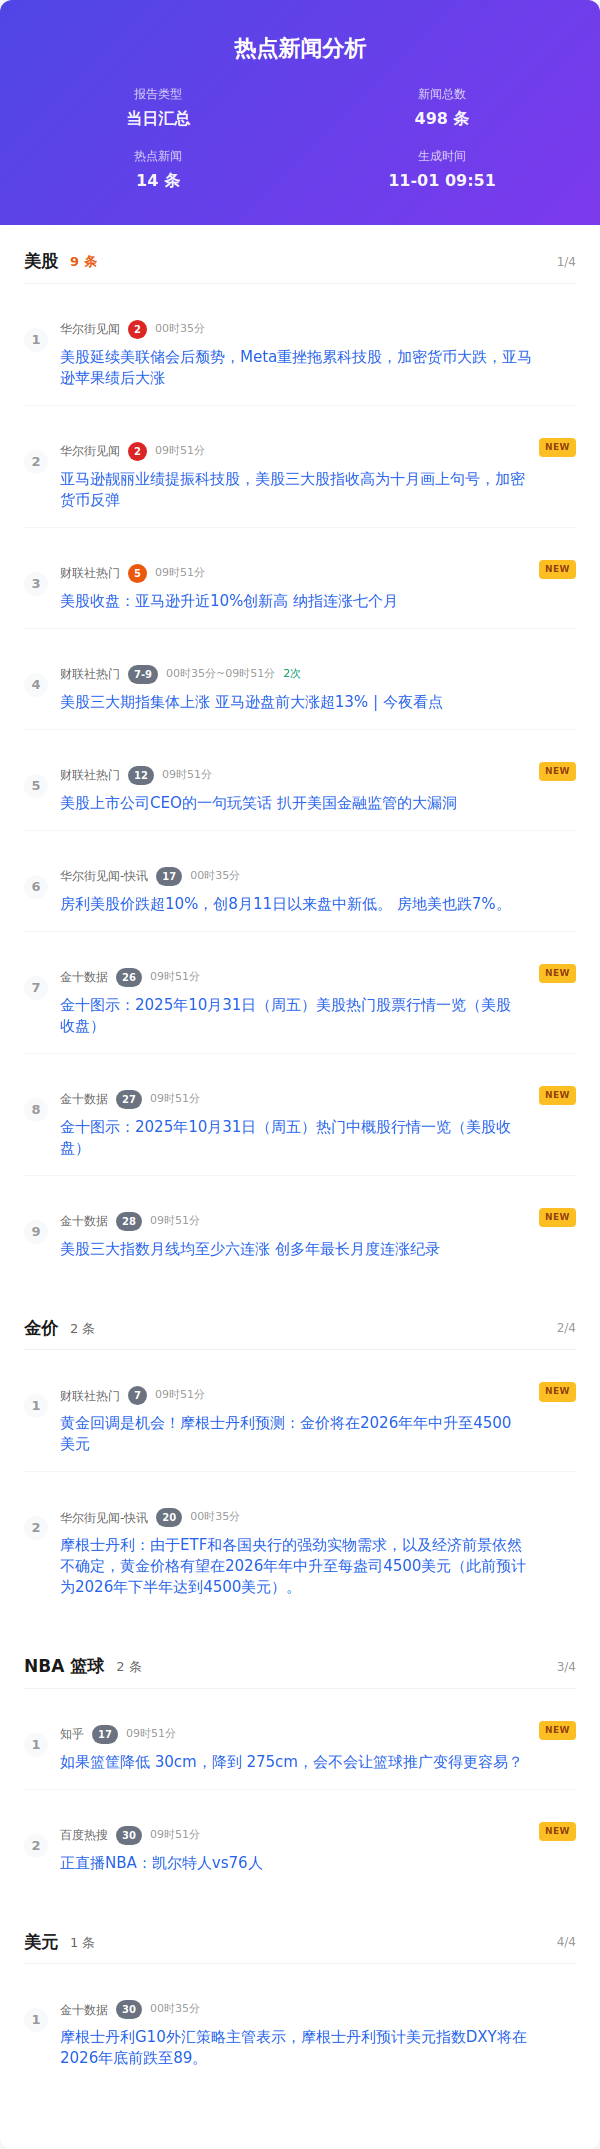 热点新闻分析
报告类型
新闻总数
当日汇总
498 条
热点新闻
生成时间
14 条
11-01 09:51
美股 9 条 1/4
1
华尔街见闻 2 00时35分
美股延续美联储会后颓势，Meta重挫拖累科技股，加密货币大跌，亚马
逊苹果绩后大涨
2
华尔街见闻 2 09时51分 NEW
亚马逊靓丽业绩提振科技股，美股三大股指收高为十月画上句号，加密
货币反弹
3
财联社热门 5 09时51分 NEW
美股收盘：亚马逊升近10%创新高 纳指连涨七个月
4
财联社热门 7-9 00时35分~09时51分 2次
美股三大期指集体上涨 亚马逊盘前大涨超13% | 今夜看点
5
财联社热门 12 09时51分 NEW
美股上市公司CEO的一句玩笑话 扒开美国金融监管的大漏洞
6
华尔街见闻-快讯 17 00时35分
房利美股价跌超10%，创8月11日以来盘中新低。 房地美也跌7%。
7
金十数据 26 09时51分 NEW
金十图示：2025年10月31日（周五）美股热门股票行情一览（美股
收盘）
8
金十数据 27 09时51分 NEW
金十图示：2025年10月31日（周五）热门中概股行情一览（美股收
盘）
9
金十数据 28 09时51分 NEW
美股三大指数月线均至少六连涨 创多年最长月度连涨纪录
金价 2 条 2/4
1
财联社热门 7 09时51分 NEW
黄金回调是机会！摩根士丹利预测：金价将在2026年年中升至4500
美元
2
华尔街见闻-快讯 20 00时35分
摩根士丹利：由于ETF和各国央行的强劲实物需求，以及经济前景依然
不确定，黄金价格有望在2026年年中升至每盎司4500美元（此前预计
为2026年下半年达到4500美元）。
NBA 篮球 2 条 3/4
1
知乎 17 09时51分 NEW
如果篮筐降低 30cm，降到 275cm，会不会让篮球推广变得更容易？
2
百度热搜 30 09时51分 NEW
正直播NBA：凯尔特人vs76人
美元 1 条 4/4
1
金十数据 30 00时35分
摩根士丹利G10外汇策略主管表示，摩根士丹利预计美元指数DXY将在
2026年底前跌至89。